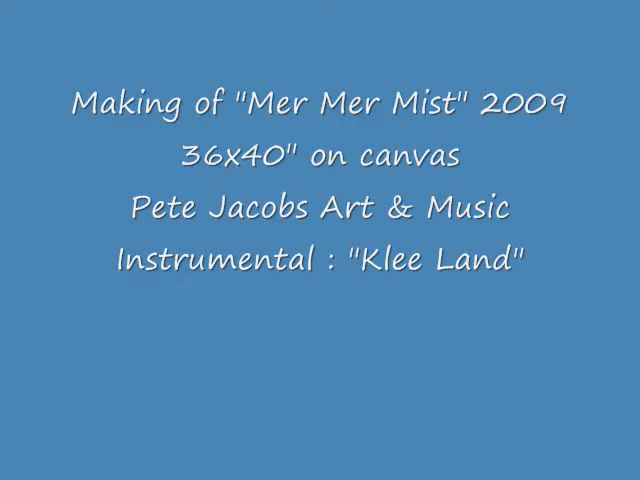 Making of "Mer Mer Mist" 2009
36x40" on canvas
Pete Jacobs Art & Music
Instrumental : "Klee Land"